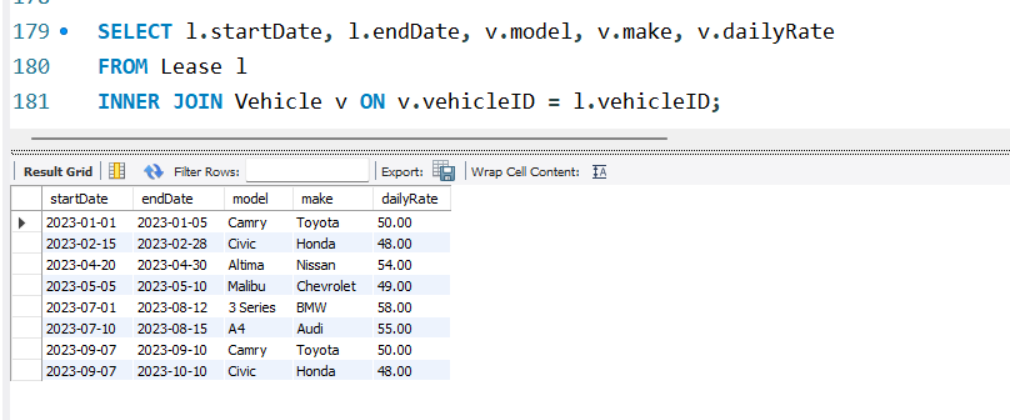 179 SELECT l.startDate, l.endDate, v.model, v.make, v.dailyRate
180 FROM Lease l
181 INNER JOIN Vehicle v ON v.vehicleID = l.vehicleID;
Result Grid Filter Rows: Export: Wrap Cell Content: IA
startDate endDate model make dailyRate
2023-01-01 2023-01-05 Camry Toyota 50.00
2023-02-15 2023-02-28 Civic Honda 48.00
2023-04-20 2023-04-30 Altima Nissan 54.00
2023-05-05 2023-05-10 Malibu Chevrolet 49.00
2023-07-01 2023-08-12 3 Series BMW 58.00
2023-07-10 2023-08-15 A4 Audi 55.00
2023-09-07 2023-09-10 Camry Toyota 50.00
2023-09-07 2023-10-10 Civic Honda 48.00